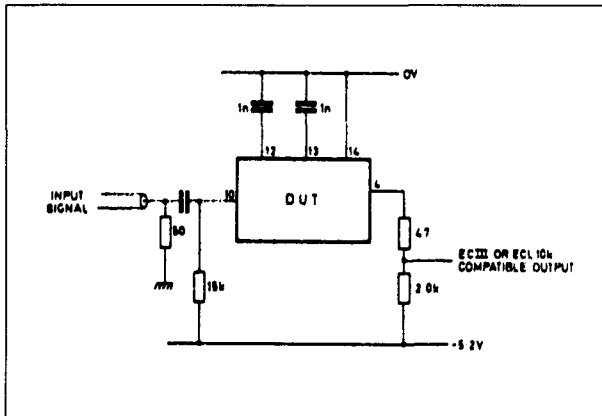 0V
1n
1n
12
13
14
10
DUT
4
INPUT
SIGNAL
50
15k
47
ECIII OR ECL 10k
COMPATIBLE OUTPUT
2.0k
-5.2V